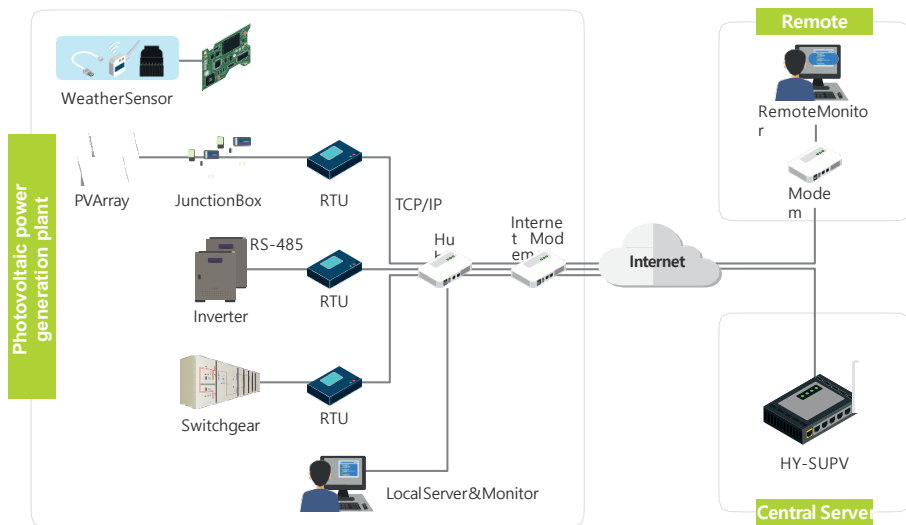 Remote
WeatherSensor
RemoteMonito
r
Photovoltaic power
generation plant
PVArray
JunctionBox
RTU
TCP/IP
Mode
m
Interne
t Mod
em
Hu
RS-485
Internet
Inverter
RTU
Switchgear
RTU
LocalServer&Monitor
HY-SUPV
Central Server